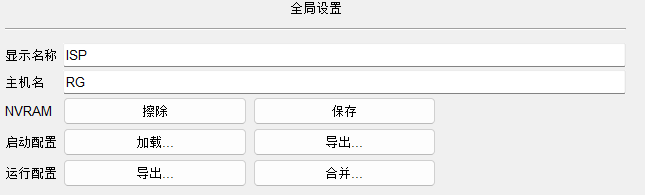 全局设置
显示名称 ISP
主机名 RG
NVRAM 擦除 保存
启动配置 加载... 导出...
运行配置 导出... 合并...